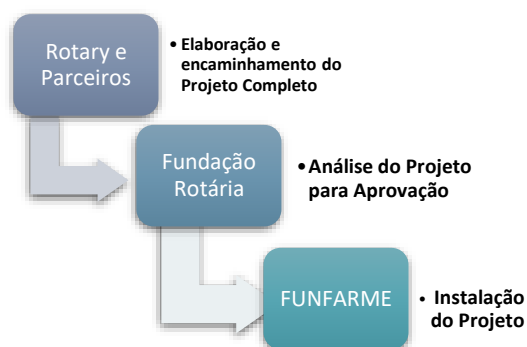 Rotary e
Parceiros
• Elaboração e
encaminhamento do
Projeto Completo
Fundação
Rotária
• Análise do Projeto
para Aprovação
FUNFARME
• Instalação
do Projeto